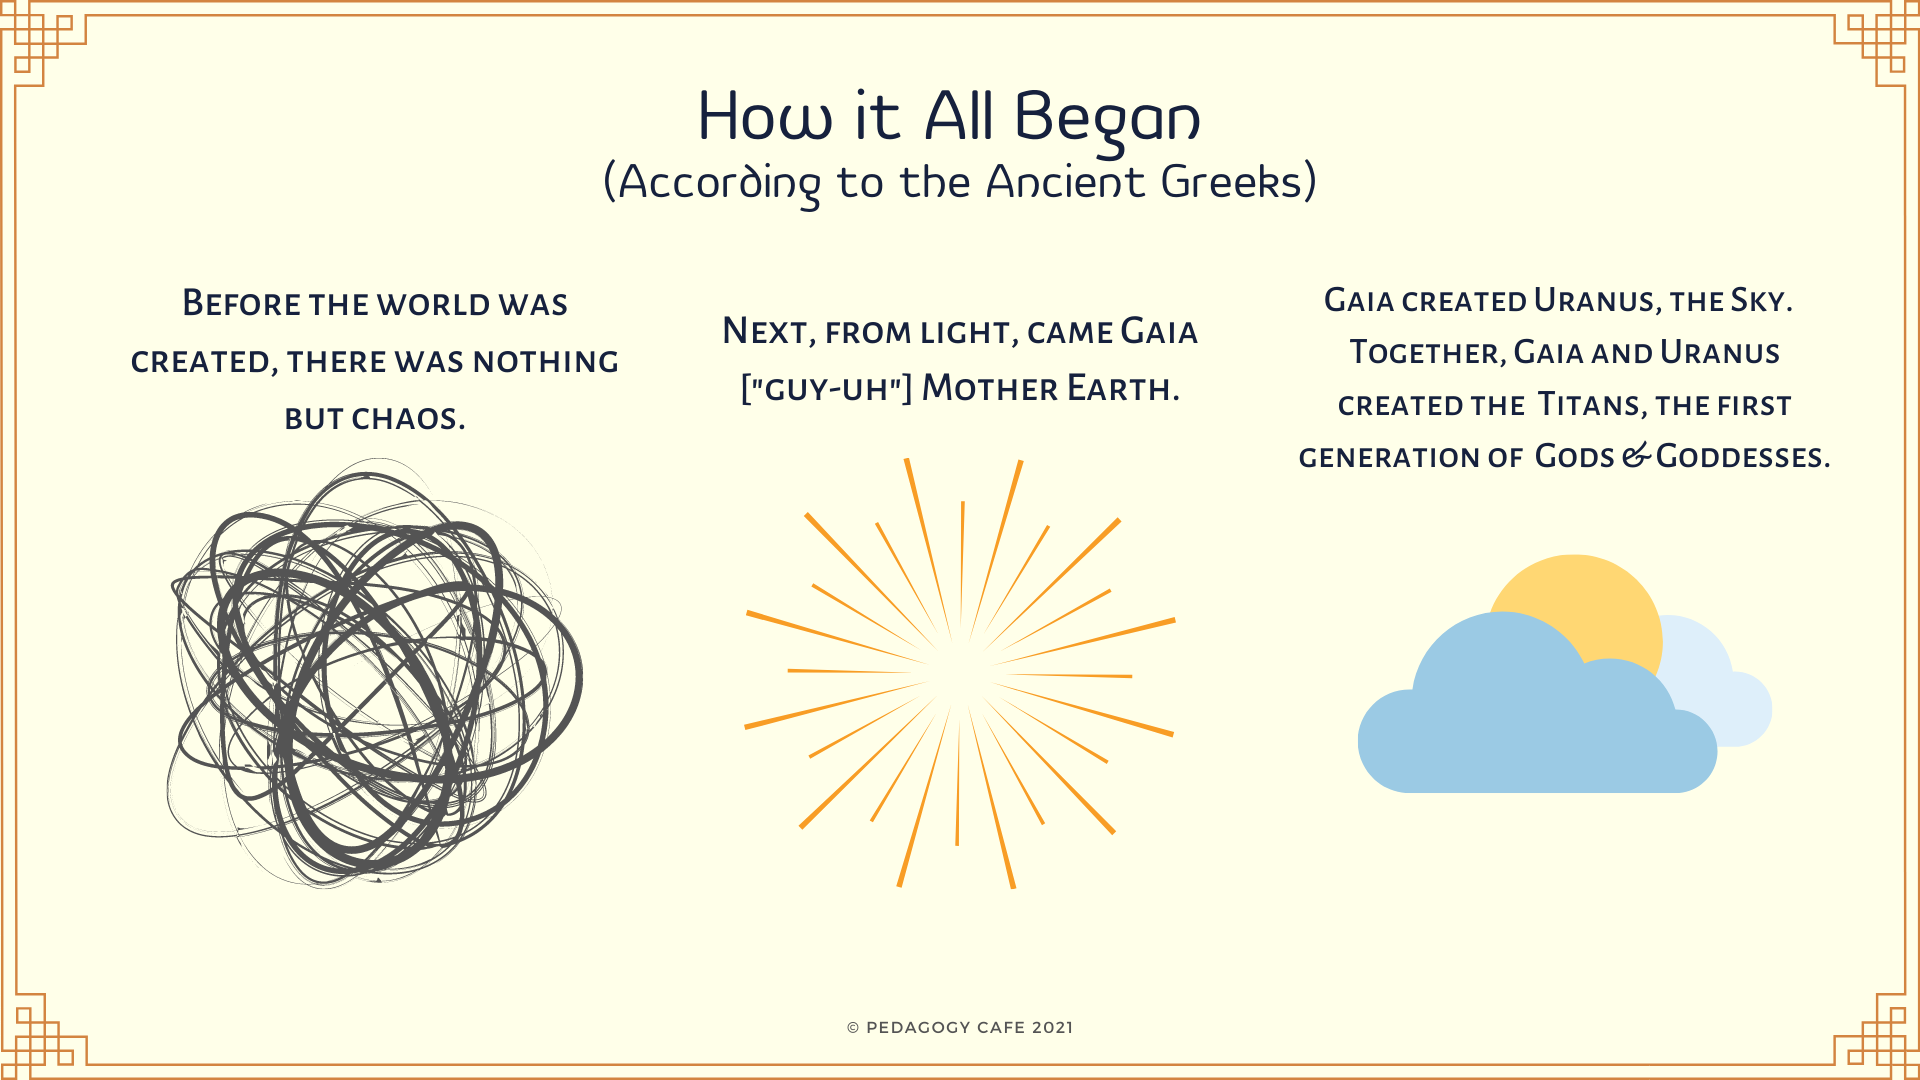 How it All Began
(According to the Ancient Greeks)
Before the world was
created, there was nothing
but chaos.
Next, from light, came Gaia
["guy-uh"] Mother Earth.
Gaia created Uranus, the Sky.
Together, Gaia and Uranus
created the Titans, the first
generation of Gods & Goddesses.
© PEDAGOGY CAFE 2021